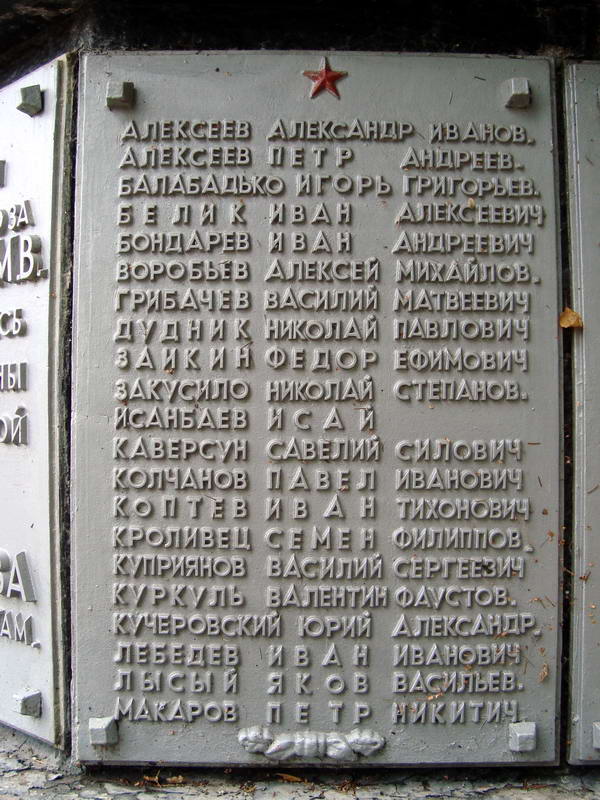 АЛЕКСЕЕВ АЛЕКСАНДР ИВАНОВ.
АЛЕКСЕЕВ ПЕТР АНДРЕЕВ.
БАЛАБАДЬКО ИГОРЬ ГРИГОРЬЕВ.
БЕЛИК ИВАН АЛЕКСЕЕВИЧ
БОНДАРЕВ ИВАН АНДРЕЕВИЧ
ВОРОБЬЕВ АЛЕКСЕЙ МИХАЙЛОВ.
ГРИБАЧЕВ ВАСИЛИЙ МАТВЕЕВИЧ
ДУДНИК НИКОЛАЙ ПАВЛОВИЧ
ЗАИКИН ФЕДОР ЕФИМОВИЧ
ЗАКУСИЛО НИКОЛАЙ СТЕПАНОВ.
ИСАНБАЕВ ИСАЙ
КАВЕРСУН САВЕЛИЙ СИЛОВИЧ
КОЛЧАНОВ ПАВЕЛ ИВАНОВИЧ
КОПТЕВ ИВАН ТИХОНОВИЧ
КРОЛИВЕЦ СЕМЕН ФИЛИППОВ.
КУПРИЯНОВ ВАСИЛИЙ СЕРГЕЕВИЧ
КУРКУЛЬ ВАЛЕНТИН ФАУСТОВ.
КУЧЕРОВСКИЙ ЮРИЙ АЛЕКСАНДР.
ЛЕБЕДЕВ ИВАН ИВАНОВИЧ
ЛЫСЫЙ ЯКОВ ВАСИЛЬЕВ.
МАКАРОВ ПЕТР НИКИТИЧ